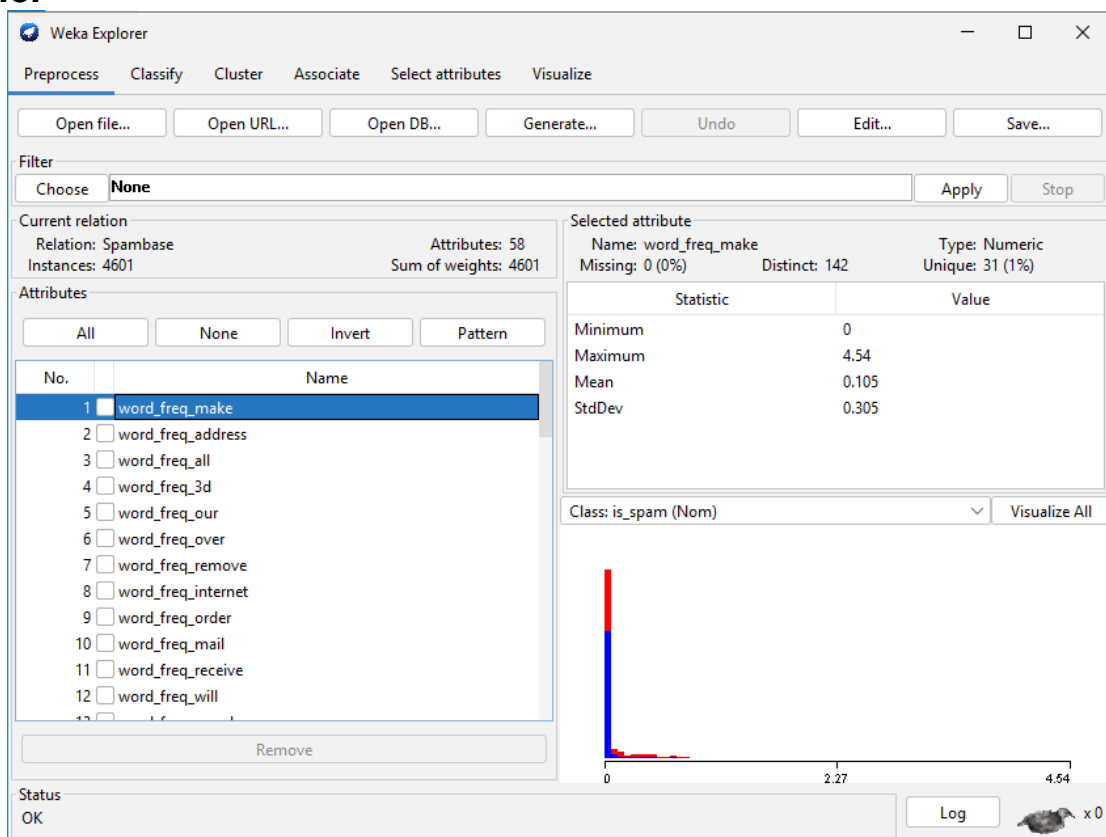 Weka Explorer
Preprocess Classify Cluster Associate Select attributes Visualize
Open file... Open URL... Open DB... Generate... Undo Edit... Save...
Filter
Choose None Apply Stop
Current relation
Relation: Spambase Attributes: 58
Instances: 4601 Sum of weights: 4601
Attributes
All None Invert Pattern
No. Name
1 word_freq_make
2 word_freq_address
3 word_freq_all
4 word_freq_3d
5 word_freq_our
6 word_freq_over
7 word_freq_remove
8 word_freq_internet
9 word_freq_order
10 word_freq_mail
11 word_freq_receive
12 word_freq_will
Remove
Selected attribute
Name: word_freq_make Type: Numeric
Missing: 0 (0%) Distinct: 142 Unique: 31 (1%)
Statistic Value
Minimum 0
Maximum 4.54
Mean 0.105
StdDev 0.305
Class: is_spam (Nom) Visualize All
0 2.27 4.54
Status
OK
Log x 0